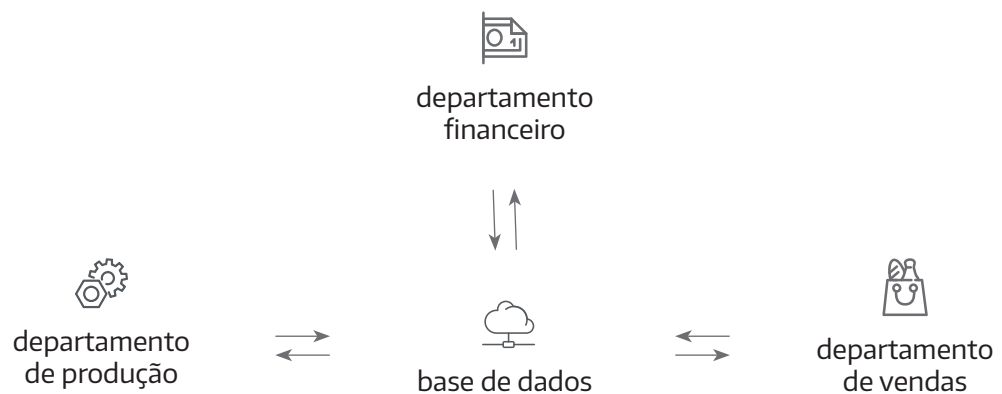 departamento
financeiro
departamento
de produção
base de dados
departamento
de vendas